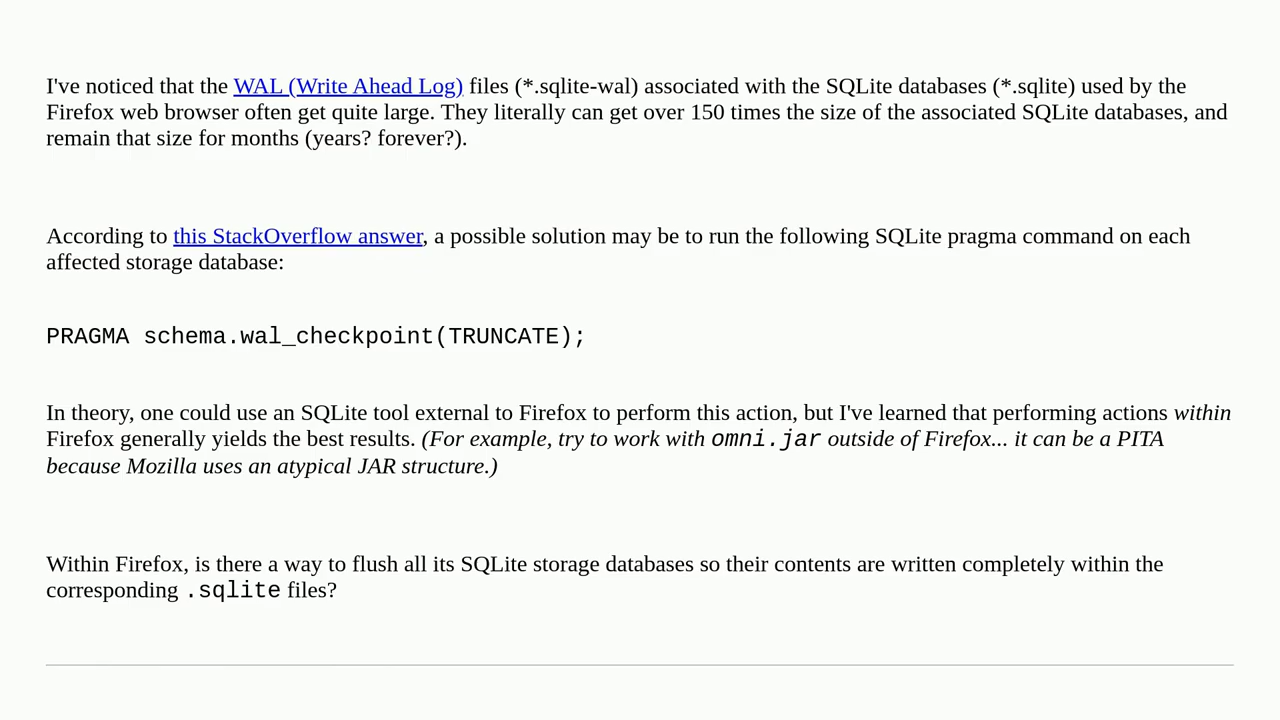 I've noticed that the WAL (Write Ahead Log) files (*.sqlite-wal) associated with the SQLite databases (*.sqlite) used by the
Firefox web browser often get quite large. They literally can get over 150 times the size of the associated SQLite databases, and
remain that size for months (years? forever?).
According to this StackOverflow answer, a possible solution may be to run the following SQLite pragma command on each
affected storage database:
PRAGMA schema.wal_checkpoint(TRUNCATE);
In theory, one could use an SQLite tool external to Firefox to perform this action, but I've learned that performing actions within
Firefox generally yields the best results. (For example, try to work with omni.jar outside of Firefox... it can be a PITA
because Mozilla uses an atypical JAR structure.)
Within Firefox, is there a way to flush all its SQLite storage databases so their contents are written completely within the
corresponding .sqlite files?